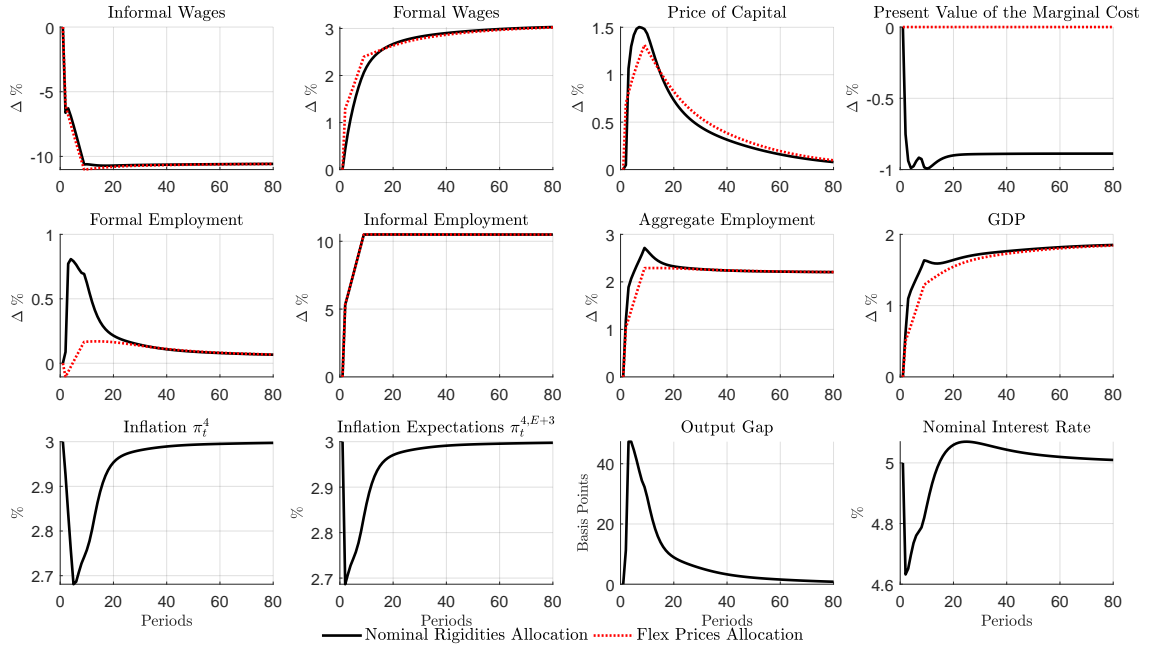 Informal Wages
Formal Wages
Price of Capital
Present Value of the Marginal Cost
0
-5
-10
Δ %
0 20 40 60 80
3
2
1
0
Δ %
0 20 40 60 80
1.5
1
0.5
0
Δ %
0 20 40 60 80
0
-0.5
-1
Δ %
0 20 40 60 80
Formal Employment
Informal Employment
Aggregate Employment
GDP
1
0.5
0
Δ %
0 20 40 60 80
10
5
0
Δ %
0 20 40 60 80
3
2
1
0
Δ %
0 20 40 60 80
2
1
0
Δ %
0 20 40 60 80
Inflation π_t^4
Inflation Expectations π_t^{4,E+3}
Output Gap
Nominal Interest Rate
3
2.9
2.8
2.7
%
0 20 40 60 80
Periods
3
2.9
2.8
2.7
%
0 20 40 60 80
Periods
40
20
0
Basis Points
0 20 40 60 80
Periods
5
4.8
4.6
%
0 20 40 60 80
Periods
Nominal Rigidities Allocation Flex Prices Allocation